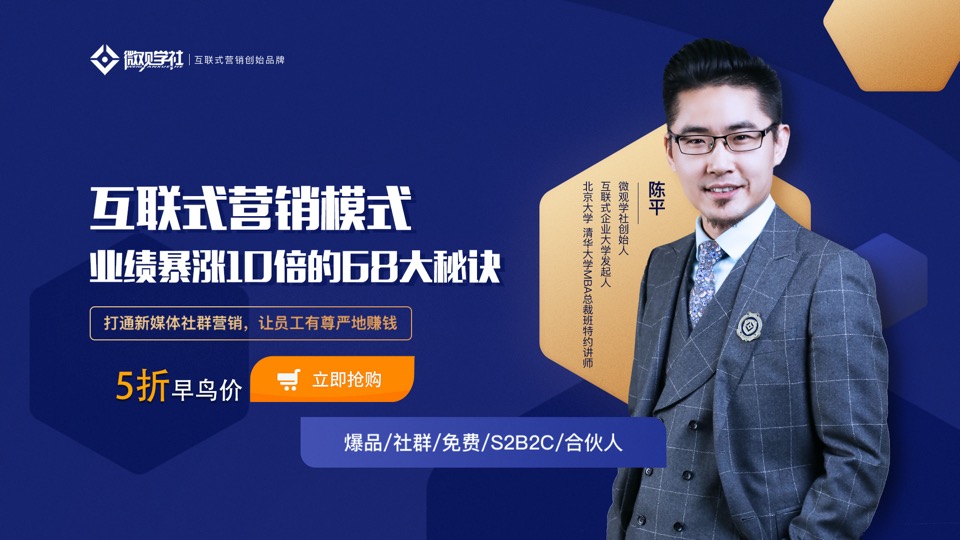 微观学社 | 互联式营销创始品牌
互联式营销模式
业绩暴涨10倍的68大秘诀
打通新媒体社群营销，让员工有尊严地赚钱
5折早鸟价
立即抢购
爆品/社群/免费/S2B2C/合伙人
陈平
微观学社创始人
互联式企业大学发起人
北京大学 清华大学MBA总裁班特约讲师